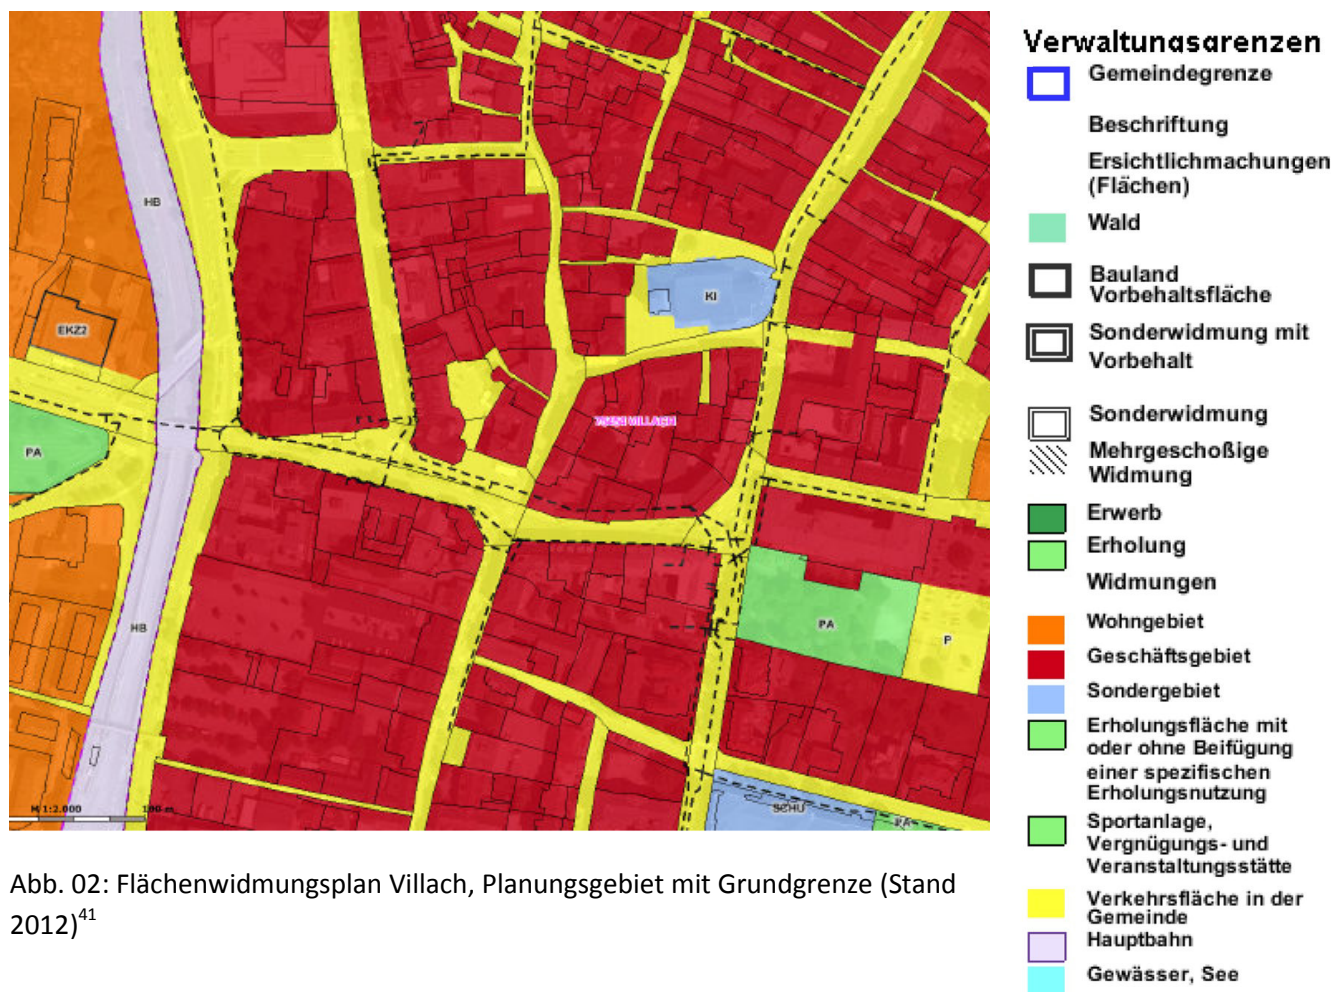 HB
EKZ2
PA
HB
KI
PA
P
SCHU
PA
M 1:2.000
100 m
Verwaltungsgrenzen
Gemeindegrenze
Beschriftung
Ersichtlichmachungen
(Flächen)
Wald
Bauland
Vorbehaltsfläche
Sonderwidmung mit
Vorbehalt
Sonderwidmung
Mehrgeschoßige
Widmung
Erwerb
Erholung
Widmungen
Wohngebiet
Geschäftsgebiet
Sondergebiet
Erholungsfläche mit
oder ohne Beifügung
einer spezifischen
Erholungsnutzung
Sportanlage,
Vergnügungs- und
Veranstaltungsstätte
Verkehrsfläche in der
Gemeinde
Hauptbahn
Gewässer, See
Abb. 02: Flächenwidmungsplan Villach, Planungsgebiet mit Grundgrenze (Stand
2012)41